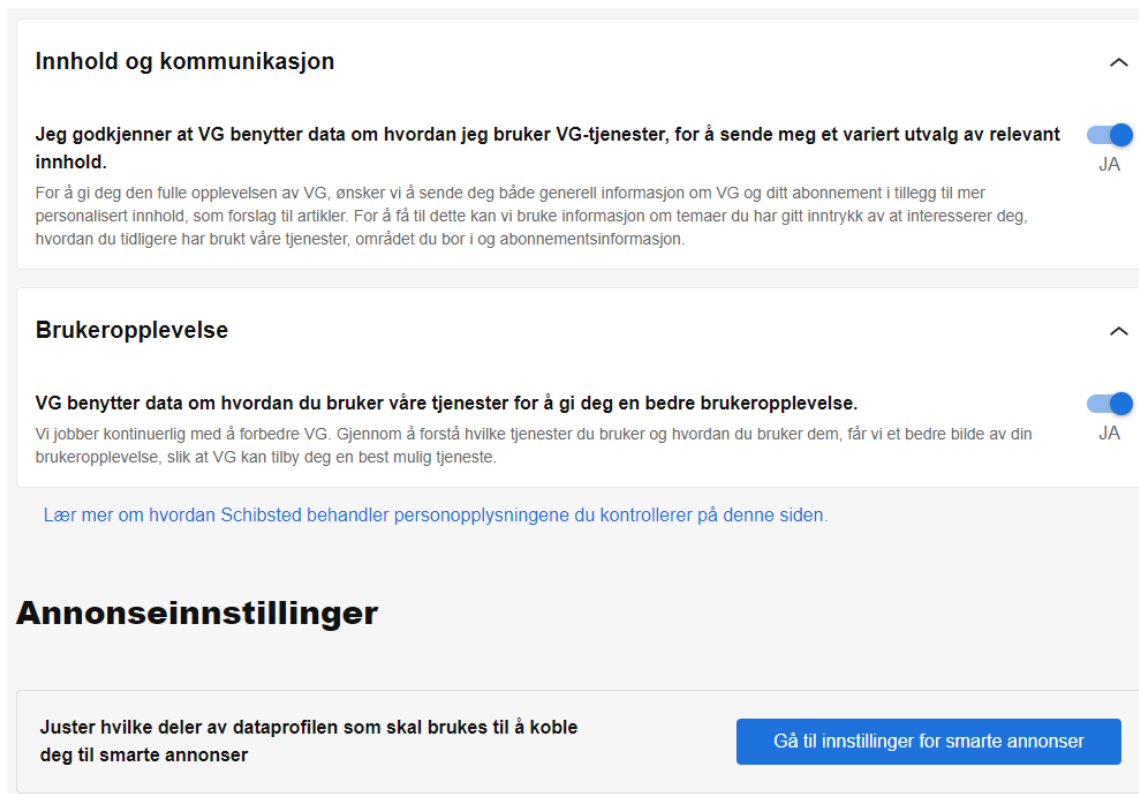 Innhold og kommunikasjon
Jeg godkjenner at VG benytter data om hvordan jeg bruker VG-tjenester, for å sende meg et variert utvalg av relevant
innhold.
JA
For å gi deg den fulle opplevelsen av VG, ønsker vi å sende deg både generell informasjon om VG og ditt abonnement i tillegg til mer
personalisert innhold, som forslag til artikler. For å få til dette kan vi bruke informasjon om temaer du har gitt inntrykk av at interesserer deg,
hvordan du tidligere har brukt våre tjenester, området du bor i og abonnementsinformasjon.
Brukeropplevelse
VG benytter data om hvordan du bruker våre tjenester for å gi deg en bedre brukeropplevelse.
JA
Vi jobber kontinuerlig med å forbedre VG. Gjennom å forstå hvilke tjenester du bruker og hvordan du bruker dem, får vi et bedre bilde av din
brukeropplevelse, slik at VG kan tilby deg en best mulig tjeneste.
Lær mer om hvordan Schibsted behandler personopplysningene du kontrollerer på denne siden.
Annonseinnstillinger
Juster hvilke deler av dataprofilen som skal brukes til å koble
deg til smarte annonser
Gå til innstillinger for smarte annonser